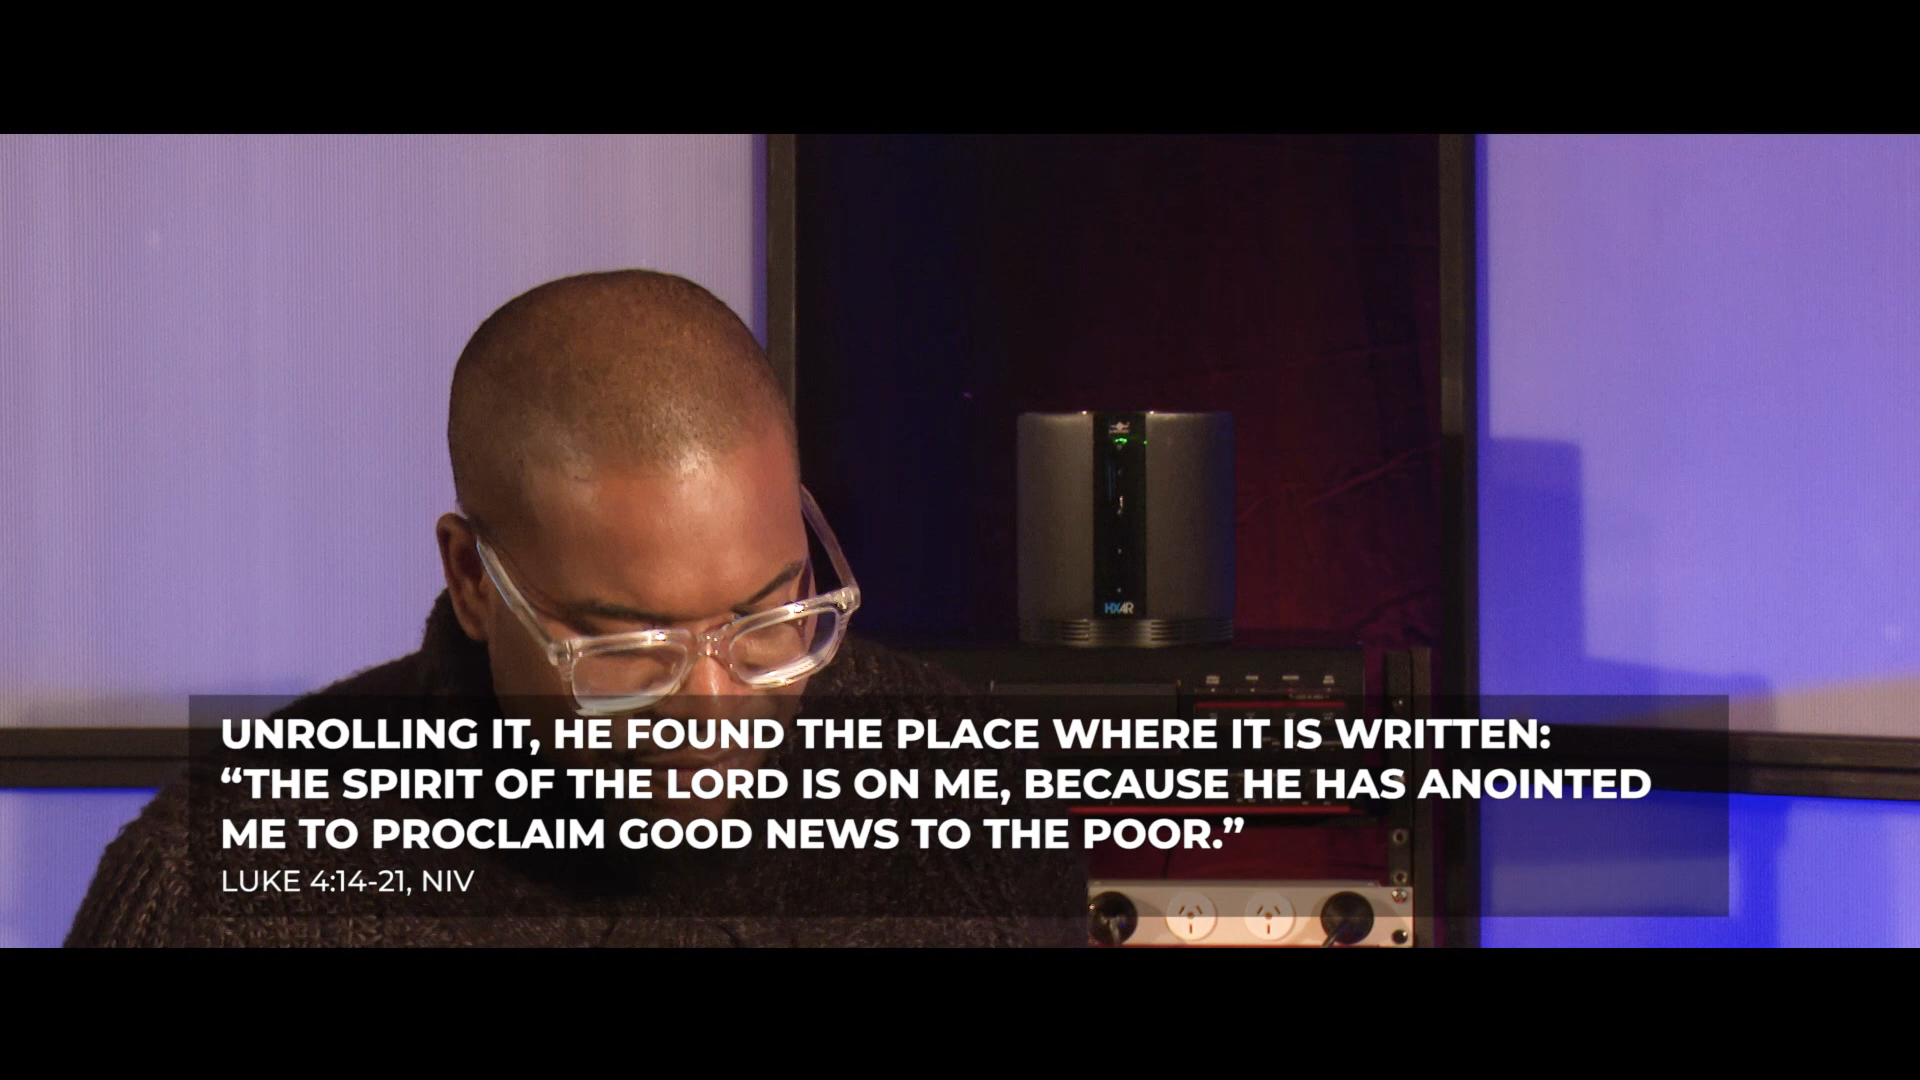 HX4R
UNROLLING IT, HE FOUND THE PLACE WHERE IT IS WRITTEN:
“THE SPIRIT OF THE LORD IS ON ME, BECAUSE HE HAS ANOINTED
ME TO PROCLAIM GOOD NEWS TO THE POOR.”
LUKE 4:14-21, NIV